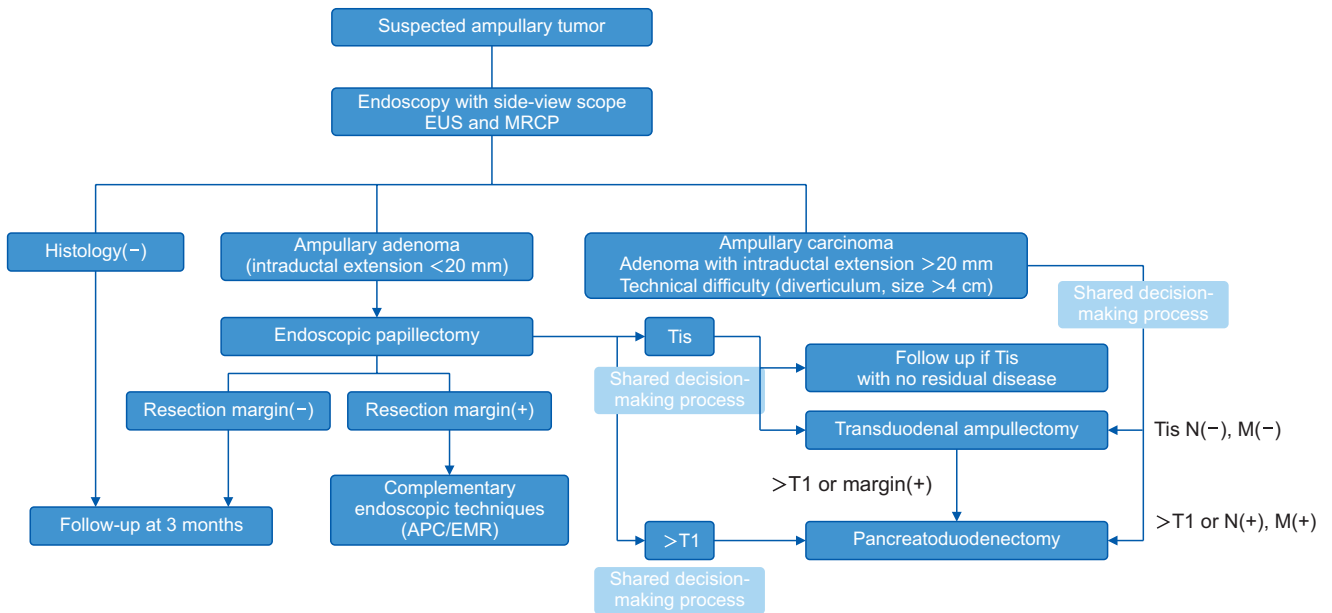 Suspected ampullary tumor
Endoscopy with side-view scope
EUS and MRCP
Histology(−)
Ampullary adenoma
(intraductal extension <20 mm)
Ampullary carcinoma
Adenoma with intraductal extension >20 mm
Technical difficulty (diverticulum, size >4 cm)
Shared decision-
making process
Endoscopic papillectomy
Tis
Follow up if Tis
with no residual disease
Shared decision-
making process
Resection margin(−)
Resection margin(+)
Transduodenal ampullectomy
Tis N(−), M(−)
>T1 or margin(+)
Follow-up at 3 months
Complementary
endoscopic techniques
(APC/EMR)
>T1
Pancreatoduodenectomy
>T1 or N(+), M(+)
Shared decision-
making process